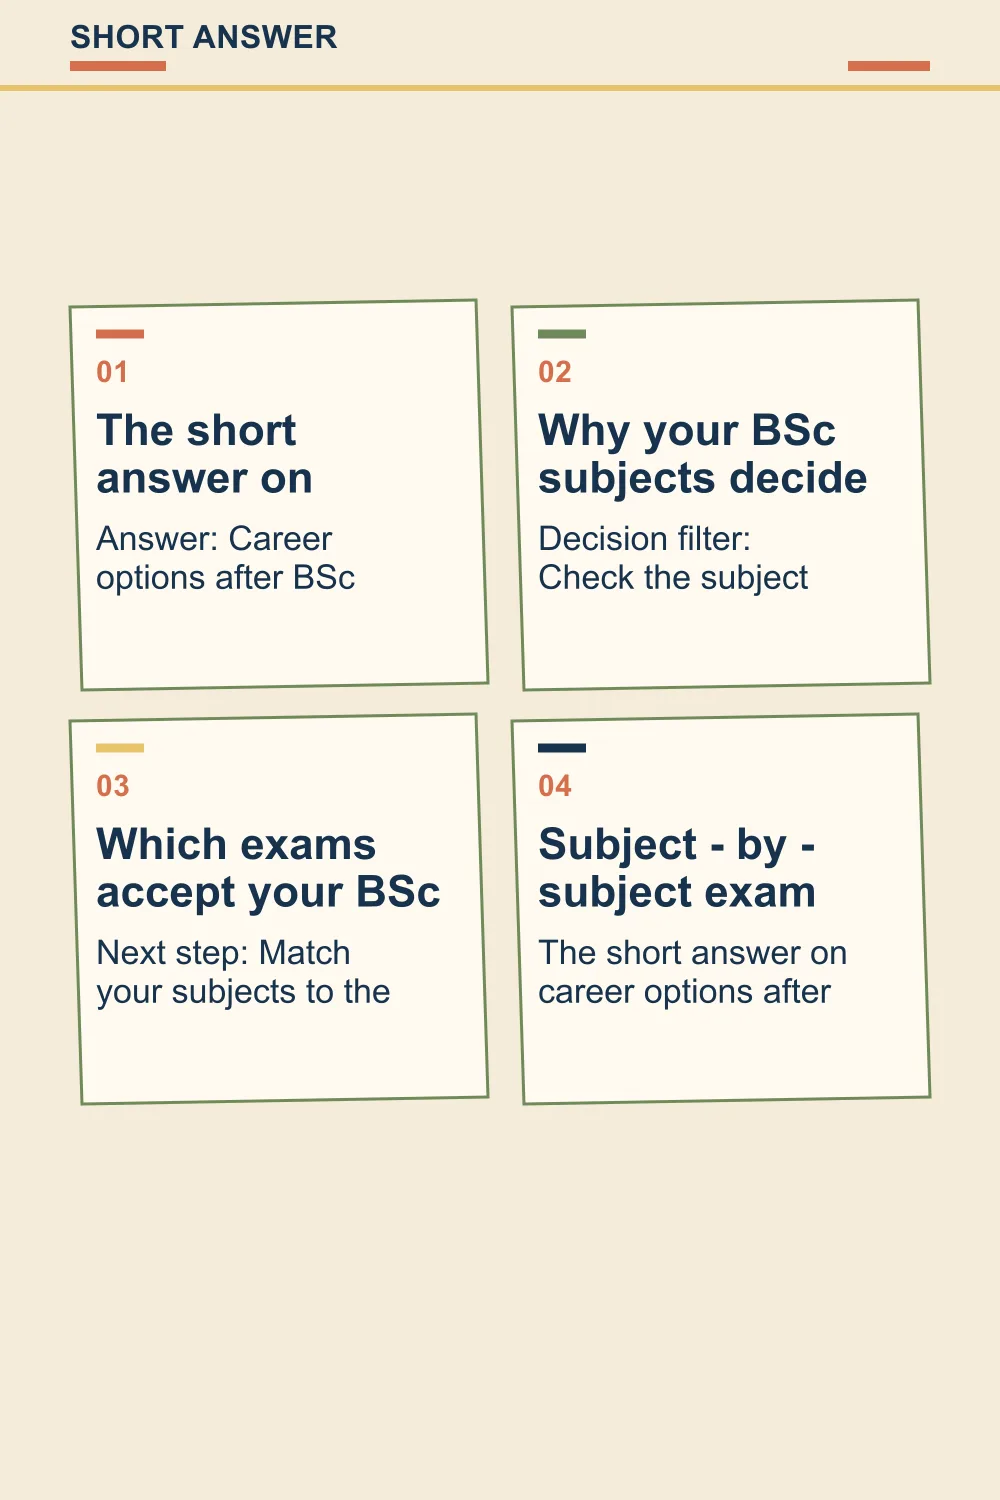 SHORT ANSWER
01
The short
answer on
Answer: Career
options after BSc
02
Why your BSc
subjects decide
Decision filter:
Check the subject
03
Which exams
accept your BSc
Next step: Match
your subjects to the
04
Subject - by -
subject exam
The short answer on
career options after